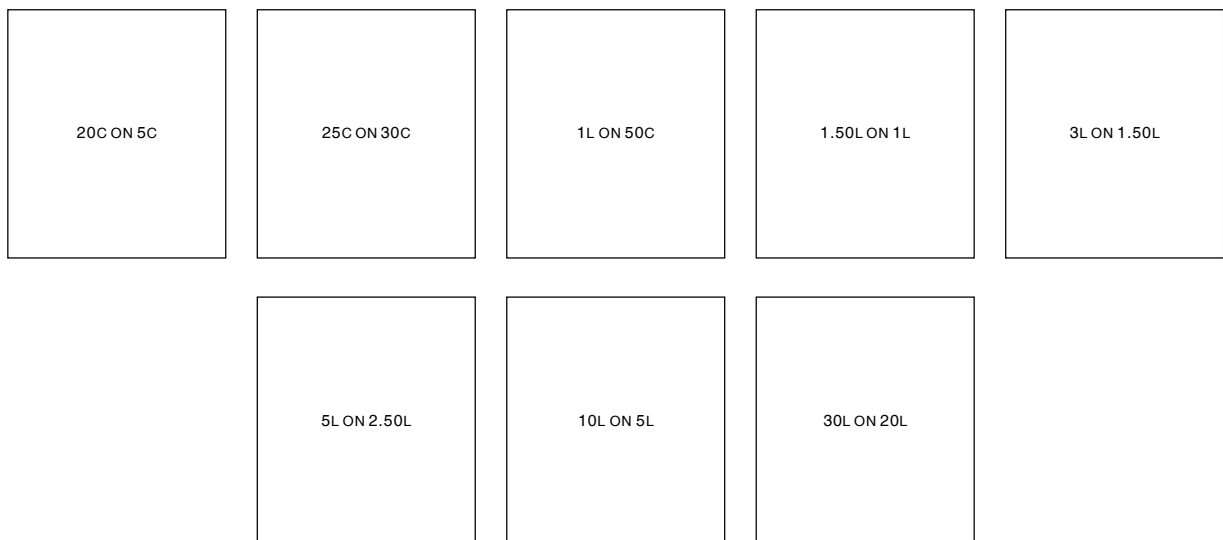 20C ON 5C
25C ON 30C
1L ON 50C
1.50L ON 1L
3L ON 1.50L
5L ON 2.50L
10L ON 5L
30L ON 20L